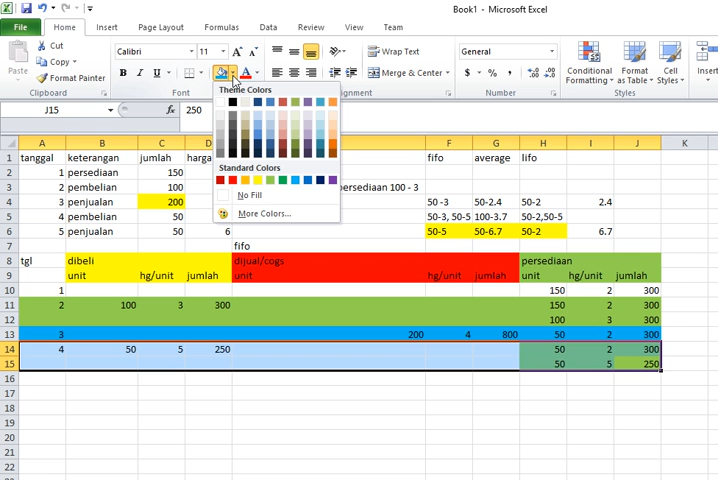 Book1 - Microsoft Excel
File Home Insert Page Layout Formulas Data Review View Team
Cut
Copy
Format Painter
Paste
Clipboard
Calibri 11
B I U
Font
Wrap Text
Merge & Center
General
$ % ,
Number
Conditional Formatting
Format as Table
Cell Styles
Styles
Insert
J15 fx 250
Theme Colors
Standard Colors
No Fill
More Colors...
A B C D F G H I J K L
1 tanggal keterangan jumlah harga fifo average lifo
2 1 persediaan 150
3 2 pembelian 100 persediaan 100 - 3
4 3 penjualan 200 50 -3 50-2.4 50-2 2.4
5 4 pembelian 50 50-3, 50-5 100-3.7 50-2,50-5
6 5 penjualan 50 6 50-5 50-6.7 50-2 6.7
7 fifo
8 tgl dibeli dijual/cogs persediaan
9 unit hg/unit jumlah unit hg/unit jumlah unit hg/unit jumlah
10 1 150 2 300
11 2 100 3 300 150 2 300
12 100 3 300
13 3 200 4 800 50 2 300
14 4 50 5 250 50 2 300
15 50 5 250
16
17
18
19
20
21
22
23